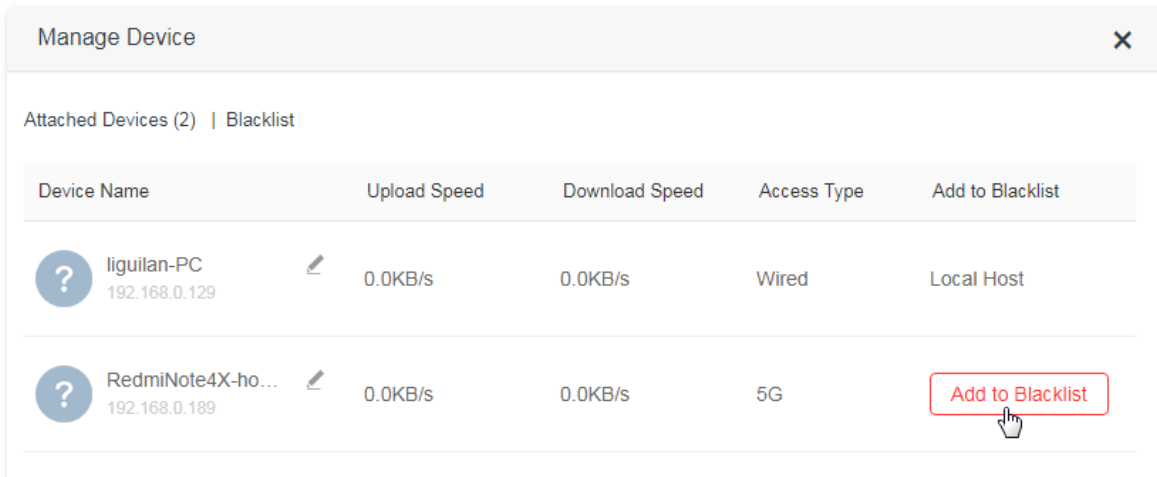 Manage Device
Attached Devices (2) | Blacklist
Device Name Upload Speed Download Speed Access Type Add to Blacklist
liguilan-PC
192.168.0.129
0.0KB/s 0.0KB/s Wired Local Host
RedmiNote4X-ho...
192.168.0.189
0.0KB/s 0.0KB/s 5G Add to Blacklist